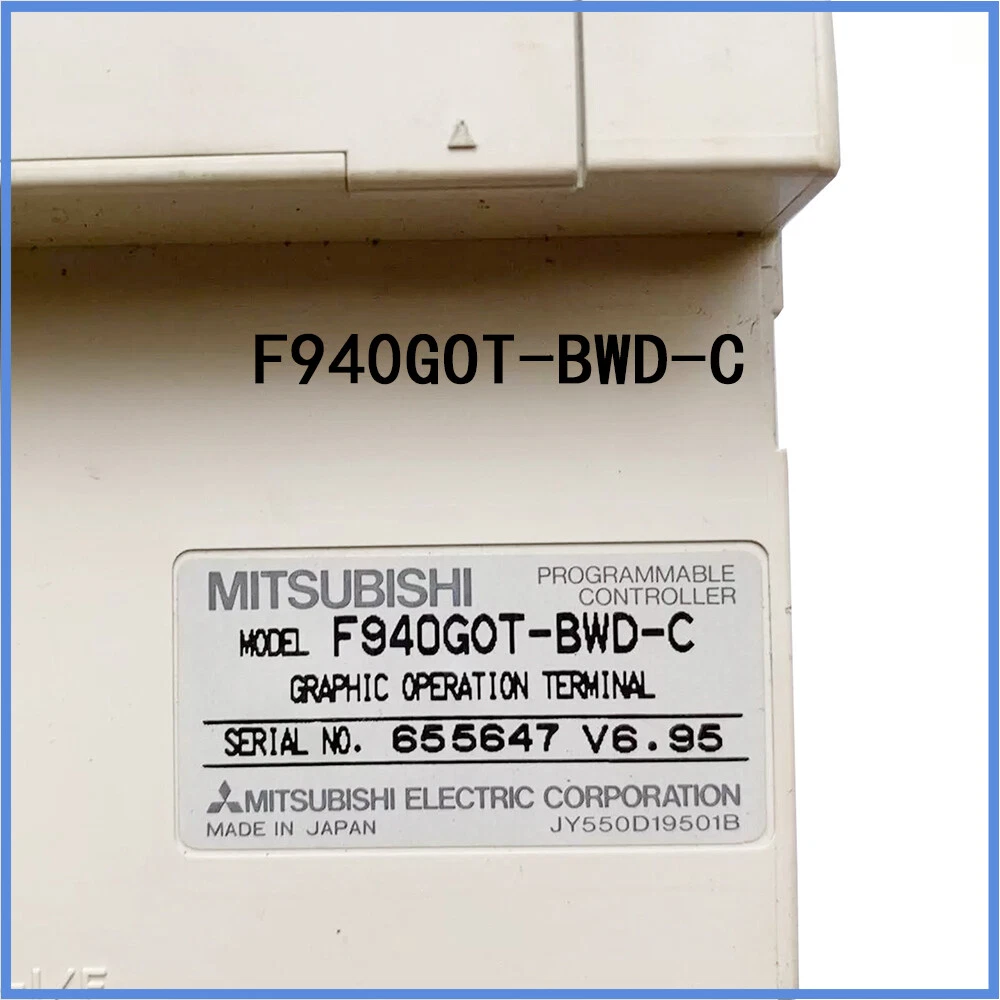 F940GOT-BWD-C
MITSUBISHI
PROGRAMMABLE
CONTROLLER
MODEL F940GOT-BWD-C
GRAPHIC OPERATION TERMINAL
SERIAL NO. 655647 V6.95
MITSUBISHI ELECTRIC CORPORATION
MADE IN JAPAN JY550D19501B